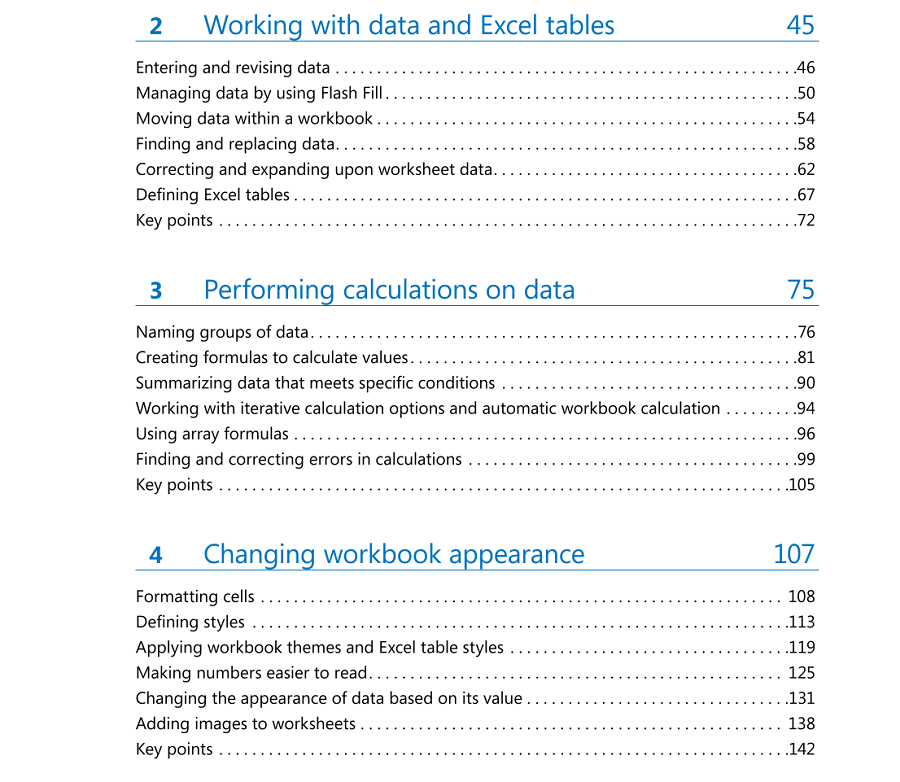 2 Working with data and Excel tables 45
Entering and revising data . . . . . . . . . . . . . . . . . . . . . . . . . . . . . . . . . . . . . . . . . . . . . . . . . . . . . . . .46
Managing data by using Flash Fill. . . . . . . . . . . . . . . . . . . . . . . . . . . . . . . . . . . . . . . . . . . . . . . . . .50
Moving data within a workbook . . . . . . . . . . . . . . . . . . . . . . . . . . . . . . . . . . . . . . . . . . . . . . . . . . .54
Finding and replacing data. . . . . . . . . . . . . . . . . . . . . . . . . . . . . . . . . . . . . . . . . . . . . . . . . . . . . . . .58
Correcting and expanding upon worksheet data. . . . . . . . . . . . . . . . . . . . . . . . . . . . . . . . . . . . .62
Defining Excel tables . . . . . . . . . . . . . . . . . . . . . . . . . . . . . . . . . . . . . . . . . . . . . . . . . . . . . . . . . . . . .67
Key points . . . . . . . . . . . . . . . . . . . . . . . . . . . . . . . . . . . . . . . . . . . . . . . . . . . . . . . . . . . . . . . . . . . . . .72
3 Performing calculations on data 75
Naming groups of data. . . . . . . . . . . . . . . . . . . . . . . . . . . . . . . . . . . . . . . . . . . . . . . . . . . . . . . . . . .76
Creating formulas to calculate values. . . . . . . . . . . . . . . . . . . . . . . . . . . . . . . . . . . . . . . . . . . . . . .81
Summarizing data that meets specific conditions . . . . . . . . . . . . . . . . . . . . . . . . . . . . . . . . . . . .90
Working with iterative calculation options and automatic workbook calculation . . . . . . . . .94
Using array formulas . . . . . . . . . . . . . . . . . . . . . . . . . . . . . . . . . . . . . . . . . . . . . . . . . . . . . . . . . . . . .96
Finding and correcting errors in calculations . . . . . . . . . . . . . . . . . . . . . . . . . . . . . . . . . . . . . . . .99
Key points . . . . . . . . . . . . . . . . . . . . . . . . . . . . . . . . . . . . . . . . . . . . . . . . . . . . . . . . . . . . . . . . . . . . .105
4 Changing workbook appearance 107
Formatting cells . . . . . . . . . . . . . . . . . . . . . . . . . . . . . . . . . . . . . . . . . . . . . . . . . . . . . . . . . . . . . . . 108
Defining styles . . . . . . . . . . . . . . . . . . . . . . . . . . . . . . . . . . . . . . . . . . . . . . . . . . . . . . . . . . . . . . . . .113
Applying workbook themes and Excel table styles . . . . . . . . . . . . . . . . . . . . . . . . . . . . . . . . . .119
Making numbers easier to read. . . . . . . . . . . . . . . . . . . . . . . . . . . . . . . . . . . . . . . . . . . . . . . . . . 125
Changing the appearance of data based on its value . . . . . . . . . . . . . . . . . . . . . . . . . . . . . . . .131
Adding images to worksheets . . . . . . . . . . . . . . . . . . . . . . . . . . . . . . . . . . . . . . . . . . . . . . . . . . . 138
Key points . . . . . . . . . . . . . . . . . . . . . . . . . . . . . . . . . . . . . . . . . . . . . . . . . . . . . . . . . . . . . . . . . . . . .142